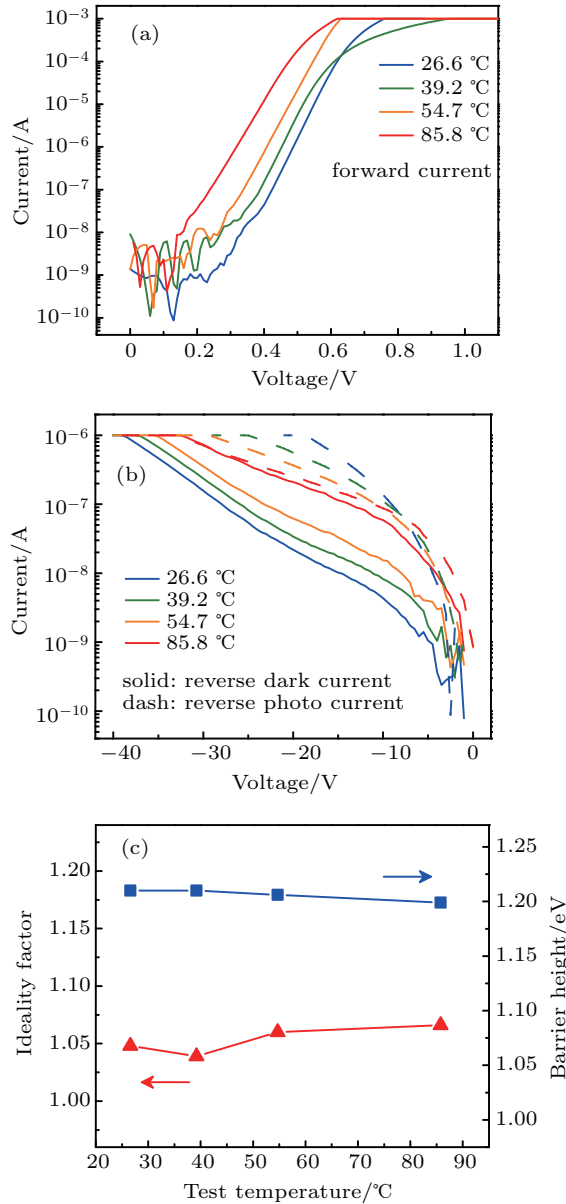 (a)
10⁻³
10⁻⁴
10⁻⁵
10⁻⁶
10⁻⁷
10⁻⁸
10⁻⁹
10⁻¹⁰
Current/A
26.6 ℃
39.2 ℃
54.7 ℃
85.8 ℃
forward current
0 0.2 0.4 0.6 0.8 1.0
Voltage/V
(b)
10⁻⁶
10⁻⁷
10⁻⁸
10⁻⁹
10⁻¹⁰
Current/A
26.6 ℃
39.2 ℃
54.7 ℃
85.8 ℃
solid: reverse dark current
dash: reverse photo current
−40 −30 −20 −10 0
Voltage/V
(c)
1.20
1.15
1.10
1.05
1.00
Ideality factor
1.25
1.20
1.15
1.10
1.05
1.00
Barrier height/eV
20 30 40 50 60 70 80 90
Test temperature/℃